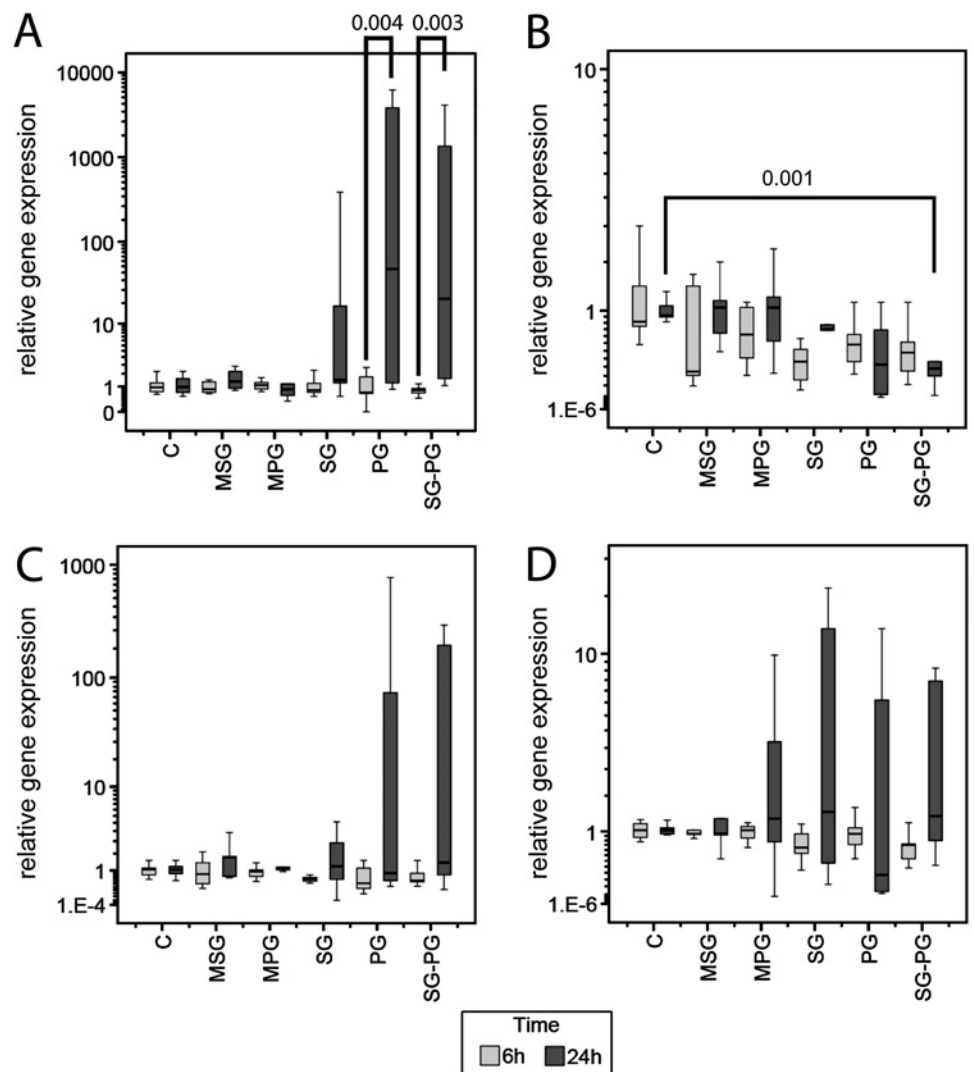 A
0.004
0.003
relative gene expression
10000
1000
100
10
1
0
C
MSG
MPG
SG
PG
SG-PG
B
relative gene expression
10
1
1.E-6
0.001
C
MSG
MPG
SG
PG
SG-PG
C
relative gene expression
1000
100
10
1
1.E-4
C
MSG
MPG
SG
PG
SG-PG
D
relative gene expression
10
1
1.E-6
C
MSG
MPG
SG
PG
SG-PG
Time
6h 24h